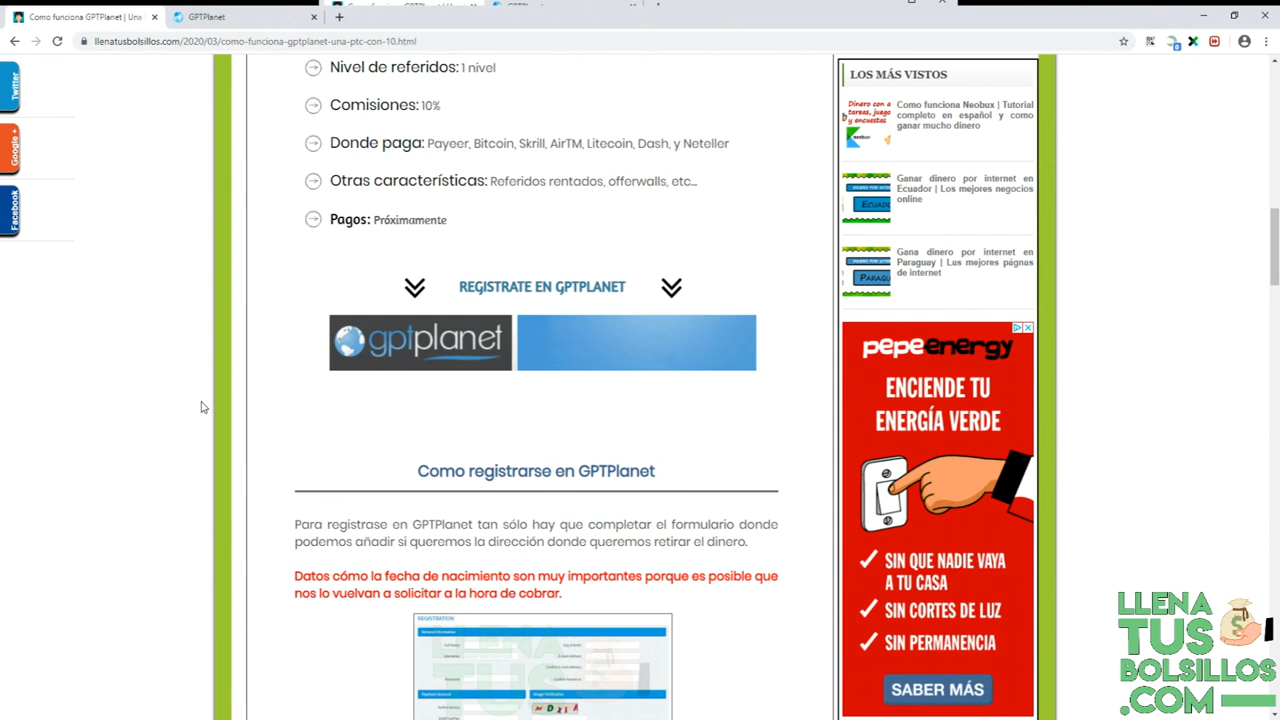 Como funciona GPTPlanet | Una
GPTPlanet
llenatusbolsillos.com/2020/03/como-funciona-gptplanet-una-ptc-con-10.html
Twitter
Google +
Facebook
Nivel de referidos: 1 nivel
Comisiones: 10%
Donde paga: Payeer, Bitcoin, Skrill, AirTM, Litecoin, Dash, y Neteller
Otras características: Referidos rentados, offerwalls, etc...
Pagos: Próximamente
REGISTRATE EN GPTPLANET
gptplanet
Como registrarse en GPTPlanet
Para registrase en GPTPlanet tan sólo hay que completar el formulario donde
podemos añadir si queremos la dirección donde queremos retirar el dinero.
Datos cómo la fecha de nacimiento son muy importantes porque es posible que
nos lo vuelvan a solicitar a la hora de cobrar.
REGISTRATION
LOS MÁS VISTOS
Dinero con
tareas, juego
y encuestas
neobux
Como funciona Neobux | Tutorial
completo en español y como
ganar mucho dinero
Ganar dinero por internet en
Ecuador | Los mejores negocios
online
Gana dinero por internet en
Paraguay | Las mejores págnas
de internet
pepeenergy
ENCIENDE TU
ENERGÍA VERDE
SIN QUE NADIE VAYA
A TU CASA
SIN CORTES DE LUZ
SIN PERMANENCIA
SABER MÁS
LLENA
TUS
BOLSILLOS
.COM